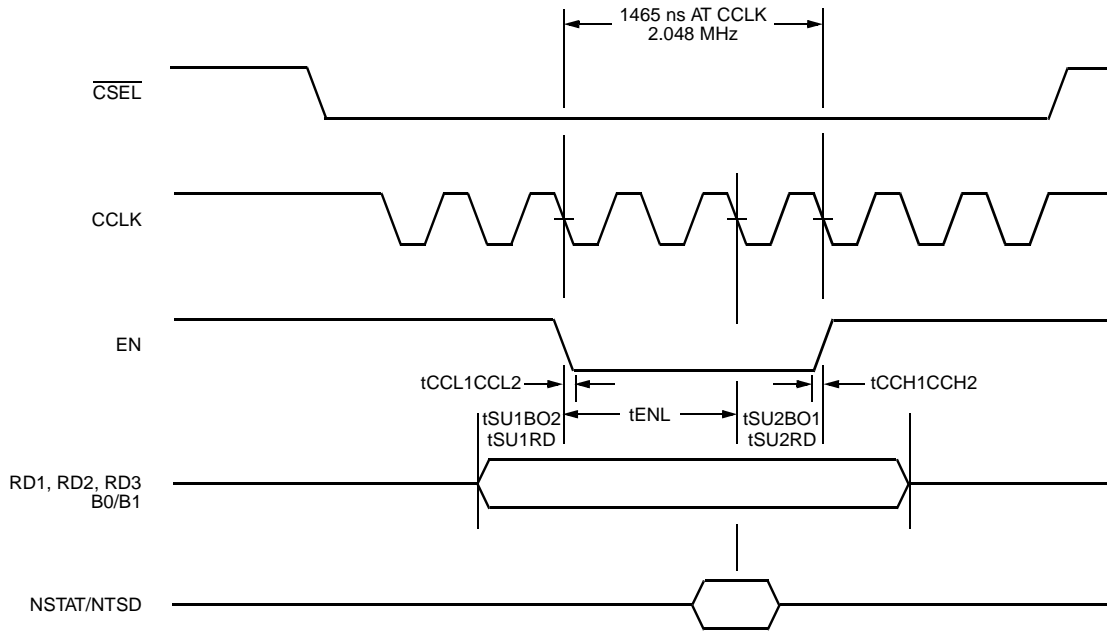 1465 ns AT CCLK
2.048 MHz
CSEL
CCLK
EN
tCCL1CCL2
tCCH1CCH2
tSU1BO2
tSU1RD
tENL
tSU2BO1
tSU2RD
RD1, RD2, RD3
B0/B1
NSTAT/NTSD